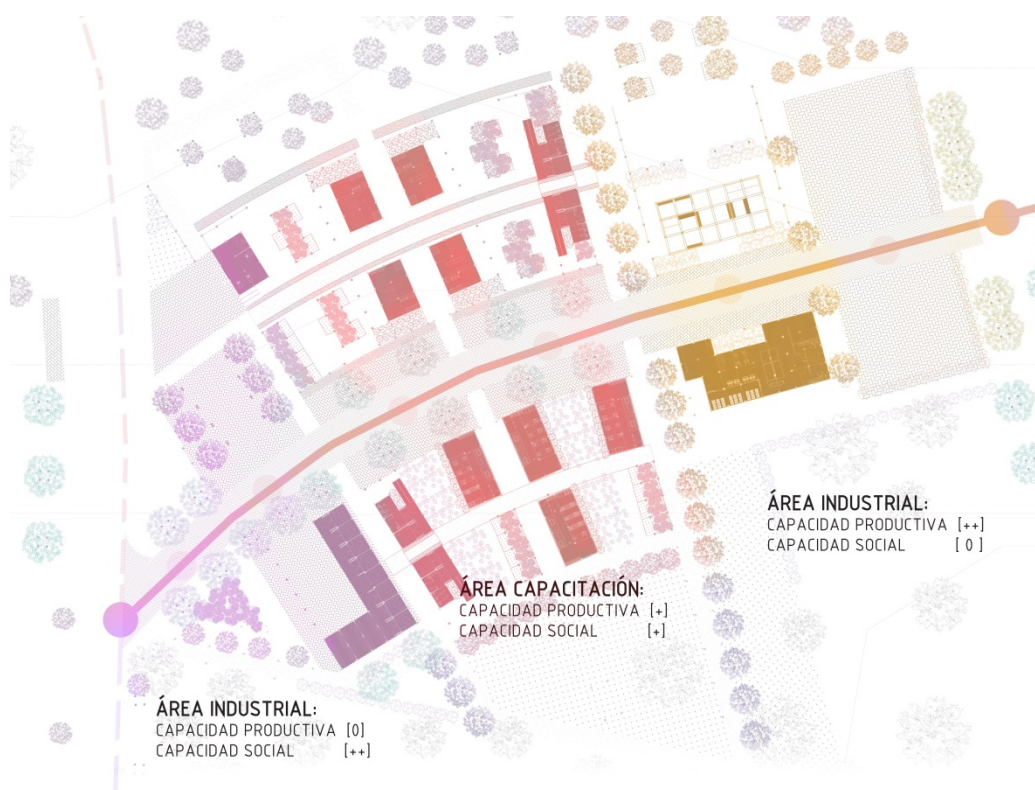 ÁREA INDUSTRIAL:
CAPACIDAD PRODUCTIVA [++]
CAPACIDAD SOCIAL [ 0 ]
ÁREA CAPACITACIÓN:
CAPACIDAD PRODUCTIVA [+]
CAPACIDAD SOCIAL [+]
ÁREA INDUSTRIAL:
CAPACIDAD PRODUCTIVA [0]
CAPACIDAD SOCIAL [++]